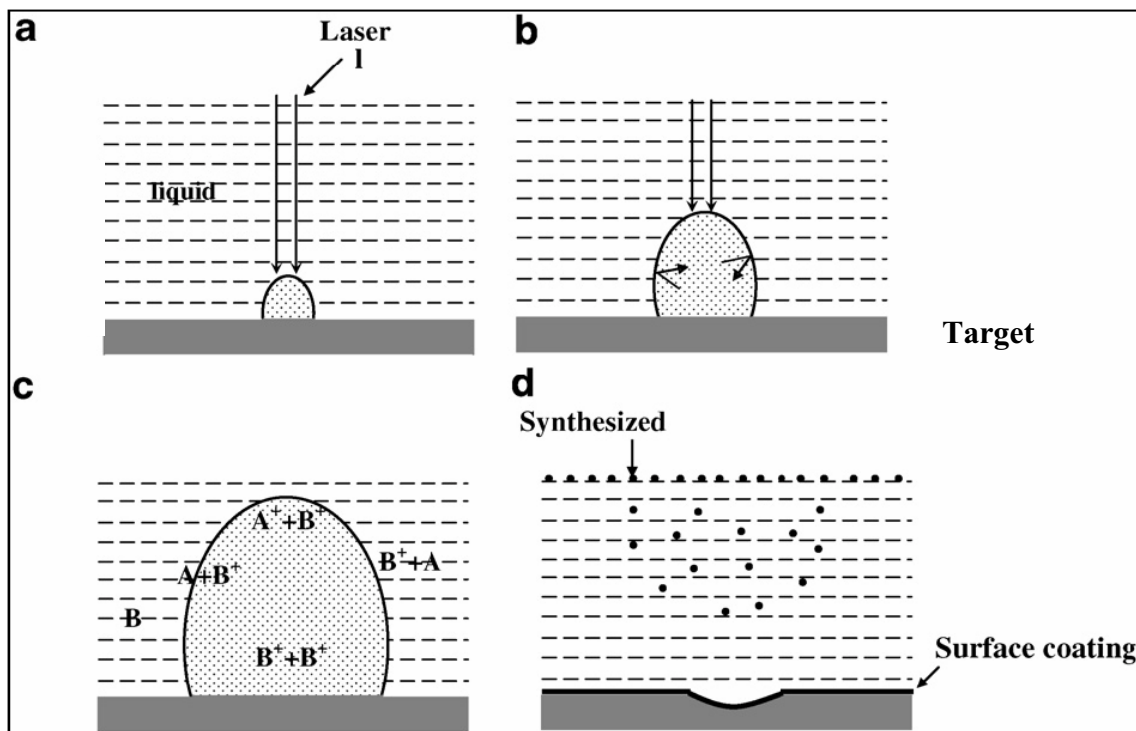 a
Laser
l
liquid
b
Target
c
A⁺+B⁺
A+B⁺
B⁺+A
B
B⁺+B⁺
d
Synthesized
Surface coating